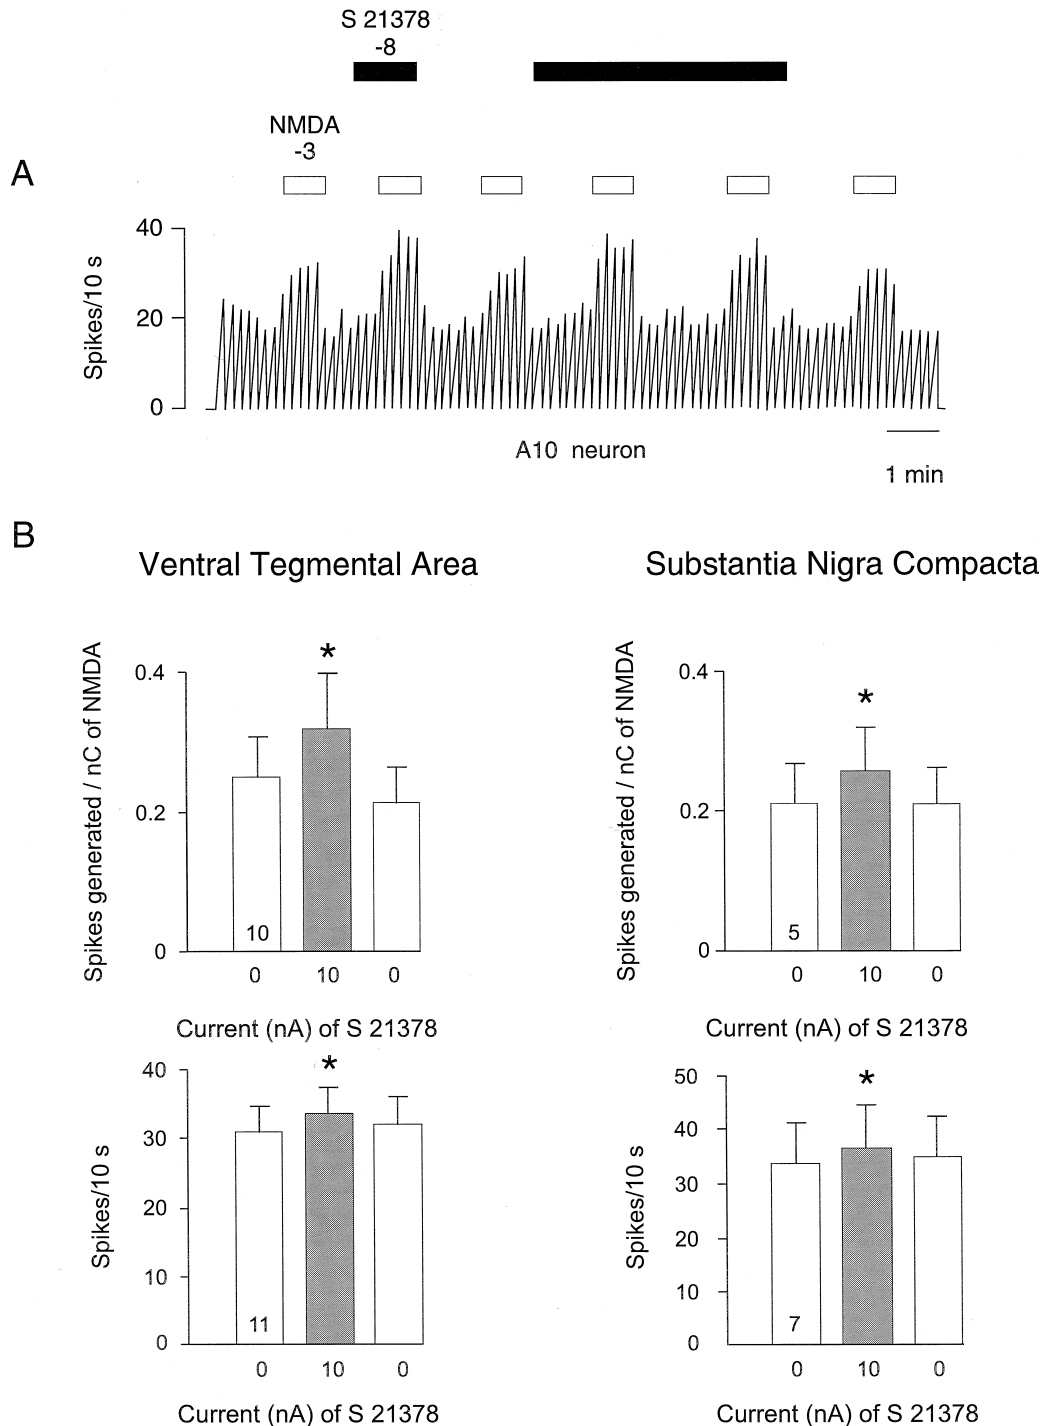 S 21378
-8
NMDA
-3
A
Spikes/10 s
40
20
0
A10 neuron
1 min
B
Ventral Tegmental Area
Substantia Nigra Compacta
Spikes generated / nC of NMDA
0.4
*
0.2
0
10
0 10 0
Current (nA) of S 21378
Spikes generated / nC of NMDA
0.4
*
0.2
0
5
0 10 0
Current (nA) of S 21378
Spikes/10 s
40
*
30
20
10
0
11
0 10 0
Current (nA) of S 21378
Spikes/10 s
50
*
40
30
20
10
0
7
0 10 0
Current (nA) of S 21378